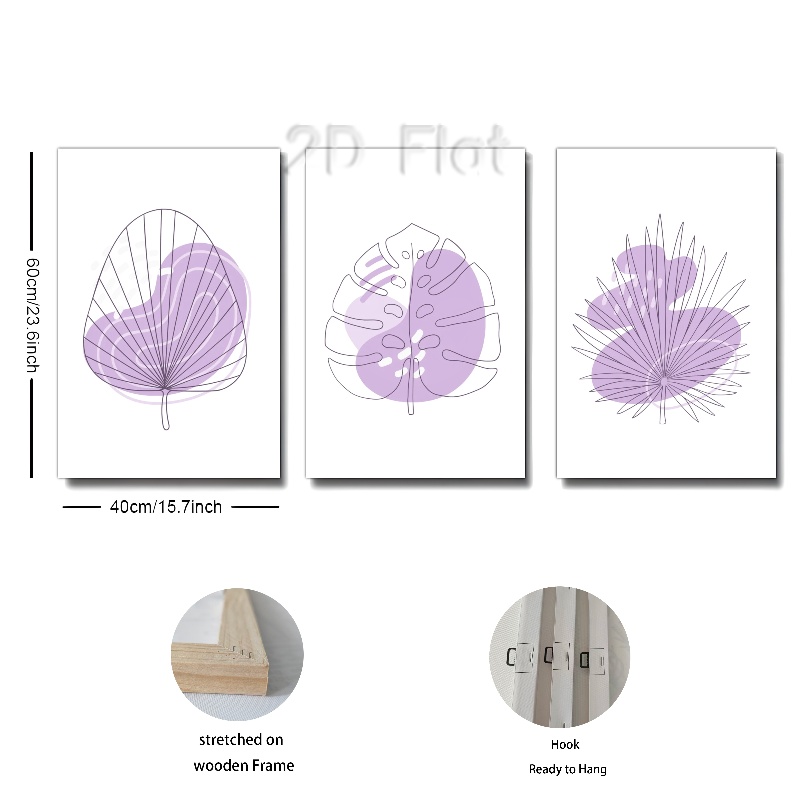 2D Flat
60cm/23.6inch
40cm/15.7inch
stretched on
wooden Frame
Hook
Ready to Hang